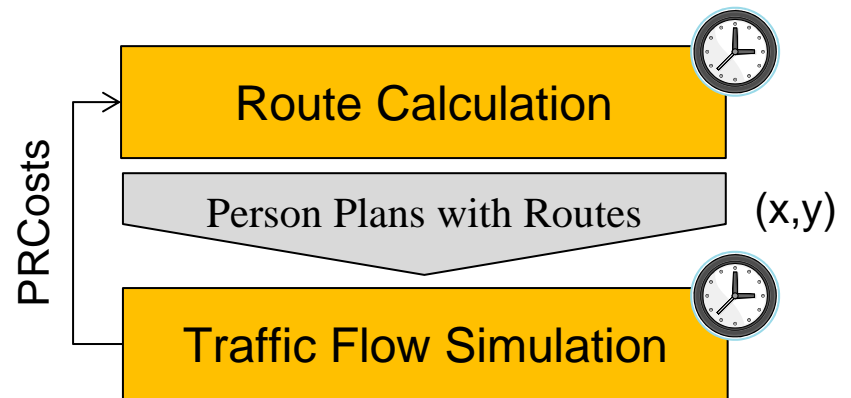 Route Calculation
PRCosts
Person Plans with Routes
(x,y)
Traffic Flow Simulation